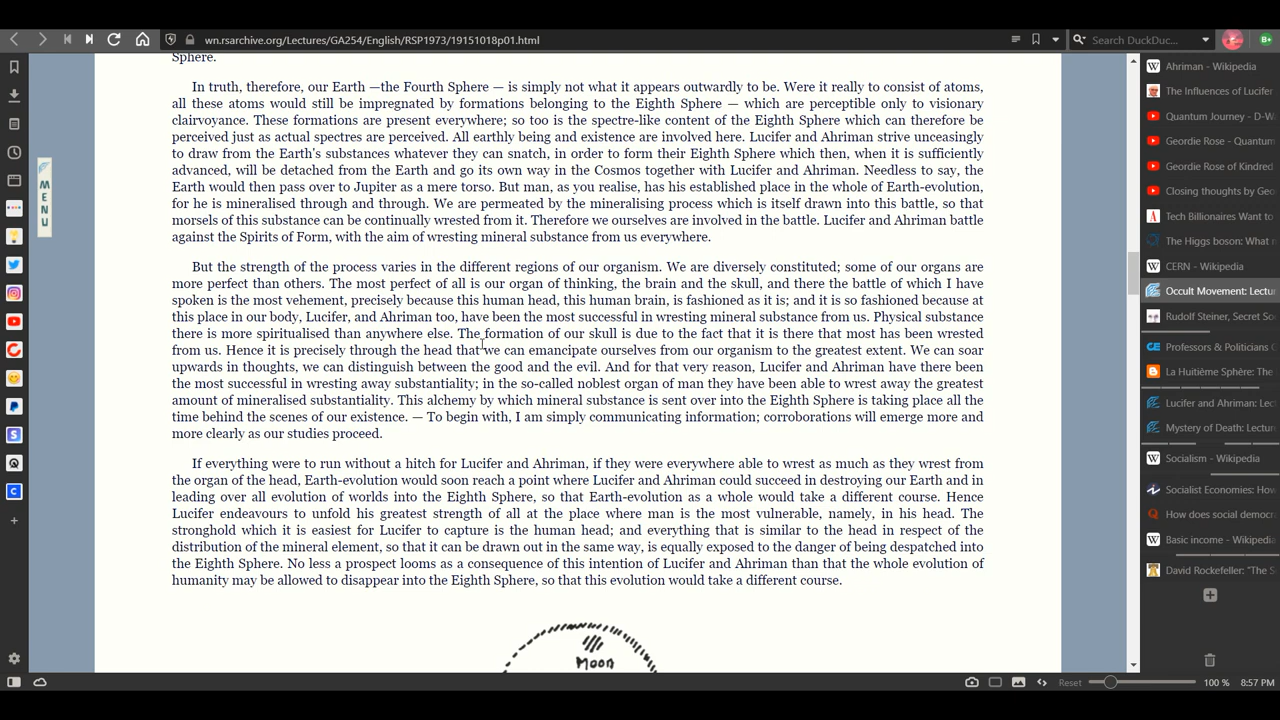 wn.rsarchive.org/Lectures/GA254/English/RSP1973/19151018p01.html
Search DuckDuc
B+
Sphere.
In truth, therefore, our Earth —the Fourth Sphere — is simply not what it appears outwardly to be. Were it really to consist of atoms,
all these atoms would still be impregnated by formations belonging to the Eighth Sphere — which are perceptible only to visionary
clairvoyance. These formations are present everywhere; so too is the spectre-like content of the Eighth Sphere which can therefore be
perceived just as actual spectres are perceived. All earthly being and existence are involved here. Lucifer and Ahriman strive unceasingly
to draw from the Earth's substances whatever they can snatch, in order to form their Eighth Sphere which then, when it is sufficiently
advanced, will be detached from the Earth and go its own way in the Cosmos together with Lucifer and Ahriman. Needless to say, the
Earth would then pass over to Jupiter as a mere torso. But man, as you realise, has his established place in the whole of Earth-evolution,
for he is mineralised through and through. We are permeated by the mineralising process which is itself drawn into this battle, so that
morsels of this substance can be continually wrested from it. Therefore we ourselves are involved in the battle. Lucifer and Ahriman battle
against the Spirits of Form, with the aim of wresting mineral substance from us everywhere.
But the strength of the process varies in the different regions of our organism. We are diversely constituted; some of our organs are
more perfect than others. The most perfect of all is our organ of thinking, the brain and the skull, and there the battle of which I have
spoken is the most vehement, precisely because this human head, this human brain, is fashioned as it is; and it is so fashioned because at
this place in our body, Lucifer, and Ahriman too, have been the most successful in wresting mineral substance from us. Physical substance
there is more spiritualised than anywhere else. The formation of our skull is due to the fact that it is there that most has been wrested
from us. Hence it is precisely through the head that we can emancipate ourselves from our organism to the greatest extent. We can soar
upwards in thoughts, we can distinguish between the good and the evil. And for that very reason, Lucifer and Ahriman have there been
the most successful in wresting away substantiality; in the so-called noblest organ of man they have been able to wrest away the greatest
amount of mineralised substantiality. This alchemy by which mineral substance is sent over into the Eighth Sphere is taking place all the
time behind the scenes of our existence. — To begin with, I am simply communicating information; corroborations will emerge more and
more clearly as our studies proceed.
If everything were to run without a hitch for Lucifer and Ahriman, if they were everywhere able to wrest as much as they wrest from
the organ of the head, Earth-evolution would soon reach a point where Lucifer and Ahriman could succeed in destroying our Earth and in
leading over all evolution of worlds into the Eighth Sphere, so that Earth-evolution as a whole would take a different course. Hence
Lucifer endeavours to unfold his greatest strength of all at the place where man is the most vulnerable, namely, in his head. The
stronghold which it is easiest for Lucifer to capture is the human head; and everything that is similar to the head in respect of the
distribution of the mineral element, so that it can be drawn out in the same way, is equally exposed to the danger of being despatched into
the Eighth Sphere. No less a prospect looms as a consequence of this intention of Lucifer and Ahriman than that the whole evolution of
humanity may be allowed to disappear into the Eighth Sphere, so that this evolution would take a different course.
Moon
MENU
Ahriman - Wikipedia
The Influences of Lucifer
Quantum Journey - D-W
Geordie Rose - Quantum
Geordie Rose of Kindred
Closing thoughts by Geo
Tech Billionaires Want to
The Higgs boson: What
CERN - Wikipedia
Occult Movement: Lectu
Rudolf Steiner, Secret So
Professors & Politicians G
La Huitième Sphère: The
Lucifer and Ahriman: Lec
Mystery of Death: Lecture
Socialism - Wikipedia
Socialist Economies: How
How does social democr
Basic income - Wikipedia
David Rockefeller: "The S
Reset
100 %
8:57 PM